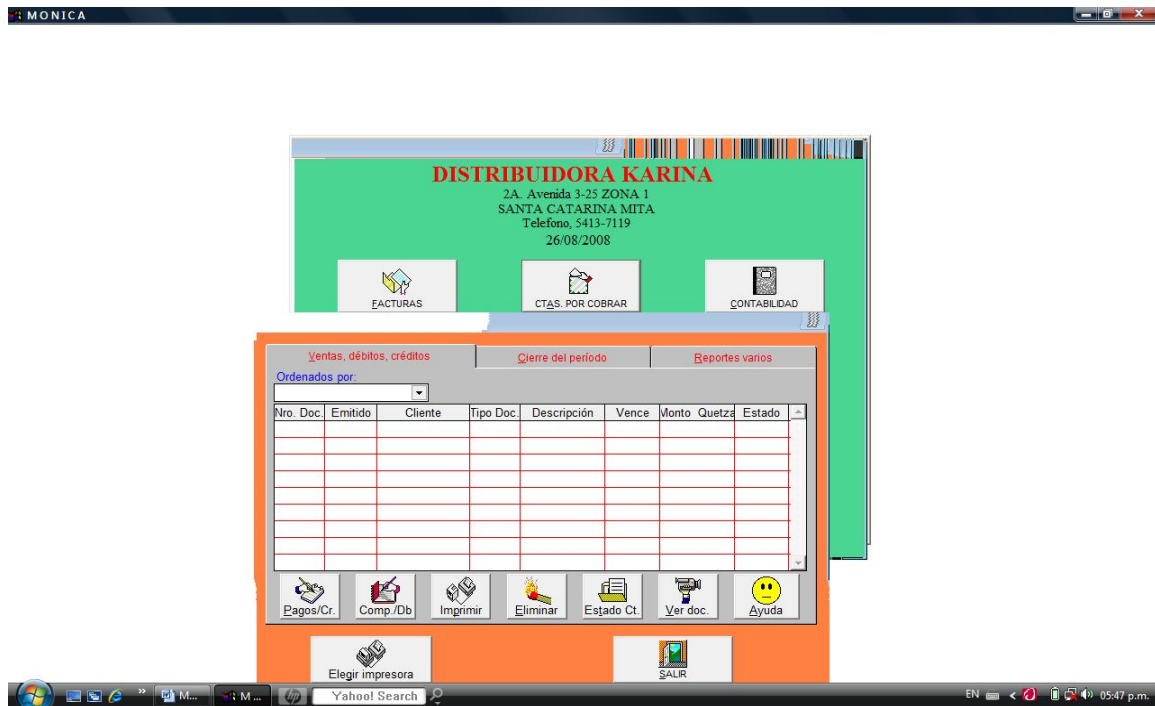 MONICA
DISTRIBUIDORA KARINA
2A. Avenida 3-25 ZONA 1
SANTA CATARINA MITA
Telefono, 5413-7119
26/08/2008
FACTURAS CTAS. POR COBRAR CONTABILIDAD
Ventas, débitos, créditos Cierre del período Reportes varios
Ordenados por:
Nro. Doc. Emitido Cliente Tipo Doc. Descripción Vence Monto Quetza Estado
Pagos/Cr. Comp./Db Imprimir Eliminar Estado Ct. Ver doc. Ayuda
Elegir impresora SALIR
M... M ... hp Yahoo! Search EN 05:47 p.m.